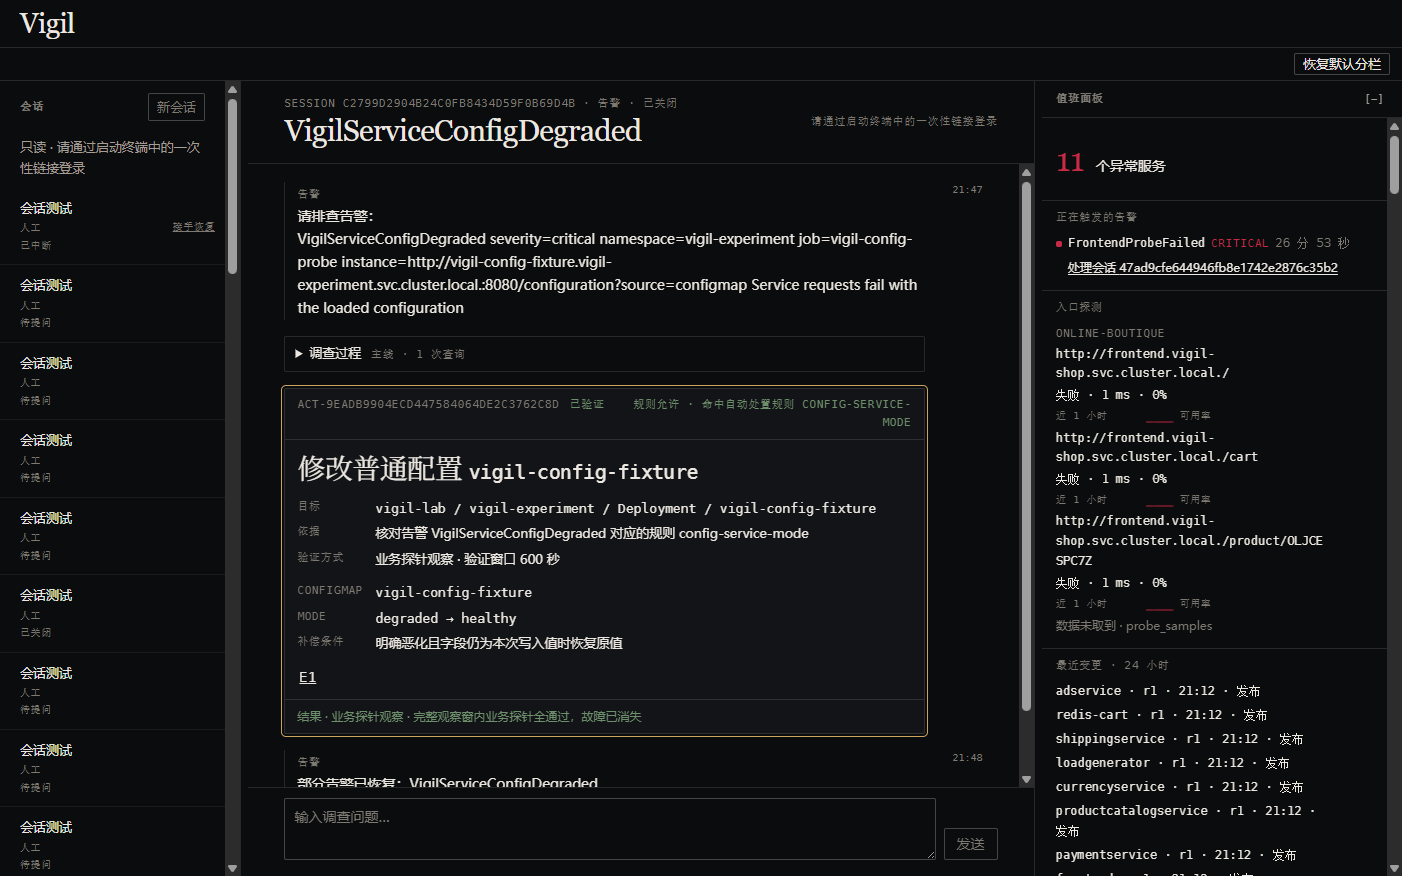 Vigil
恢复默认分栏
会话
新会话
只读 · 请通过启动终端中的一次
性链接登录
会话测试
人工
接手恢复
已中断
会话测试
人工
待提问
会话测试
人工
待提问
会话测试
人工
待提问
会话测试
人工
待提问
会话测试
人工
已关闭
会话测试
人工
待提问
会话测试
人工
待提问
会话测试
人工
待提问
SESSION C2799D2904B24C0FB8434D59F0B69D4B · 告警 · 已关闭
VigilServiceConfigDegraded
请通过启动终端中的一次性链接登录
告警
21:47
请排查告警：
VigilServiceConfigDegraded severity=critical namespace=vigil-experiment job=vigil-config-
probe instance=http://vigil-config-fixture.vigil-
experiment.svc.cluster.local.:8080/configuration?source=configmap Service requests fail with
the loaded configuration
▶ 调查过程 主线 · 1 次查询
ACT-9EADB9904ECD447584064DE2C3762C8D 已验证
规则允许 · 命中自动处置规则 CONFIG-SERVICE-
MODE
修改普通配置 vigil-config-fixture
目标 vigil-lab / vigil-experiment / Deployment / vigil-config-fixture
依据 核对告警 VigilServiceConfigDegraded 对应的规则 config-service-mode
验证方式 业务探针观察 · 验证窗口 600 秒
CONFIGMAP vigil-config-fixture
MODE degraded → healthy
补偿条件 明确恶化且字段仍为本次写入值时恢复原值
E1
结果 · 业务探针观察 · 完整观察窗内业务探针全通过，故障已消失
告警
21:48
部分告警已恢复：VigilServiceConfigDegraded
输入调查问题...
发送
值班面板
[−]
11 个异常服务
正在触发的告警
FrontendProbeFailed CRITICAL 26 分 53 秒
处理会话 47ad9cfe644946fb8e1742e2876c35b2
入口探测
ONLINE-BOUTIQUE
http://frontend.vigil-
shop.svc.cluster.local./
失败 · 1 ms · 0%
近 1 小时 可用率
http://frontend.vigil-
shop.svc.cluster.local./cart
失败 · 1 ms · 0%
近 1 小时 可用率
http://frontend.vigil-
shop.svc.cluster.local./product/OLJCE
SPC7Z
失败 · 1 ms · 0%
近 1 小时 可用率
数据未取到 · probe_samples
最近变更 · 24 小时
adservice · r1 · 21:12 · 发布
redis-cart · r1 · 21:12 · 发布
shippingservice · r1 · 21:12 · 发布
loadgenerator · r1 · 21:12 · 发布
currencyservice · r1 · 21:12 · 发布
productcatalogservice · r1 · 21:12 ·
发布
paymentservice · r1 · 21:12 · 发布